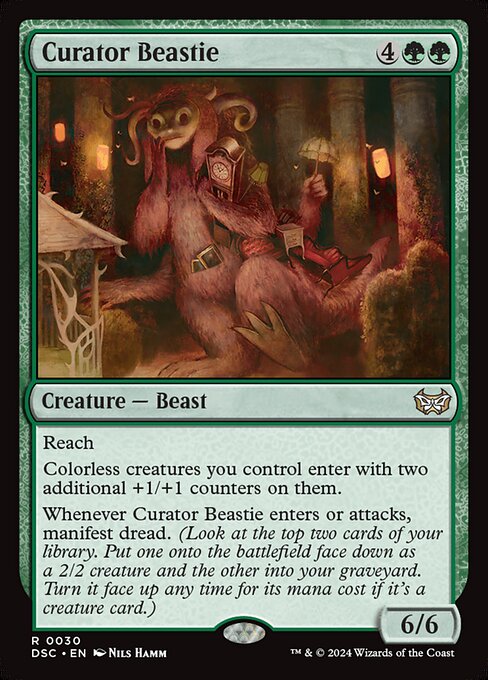 Curator Beastie 4
Creature — Beast
Reach
Colorless creatures you control enter with two
additional +1/+1 counters on them.
Whenever Curator Beastie enters or attacks,
manifest dread. (Look at the top two cards of your
library. Put one onto the battlefield face down as
a 2/2 creature and the other into your graveyard.
Turn it face up any time for its mana cost if it's a
creature card.)
6/6
R 0030
DSC • EN Nils Hamm
™ & © 2024 Wizards of the Coast